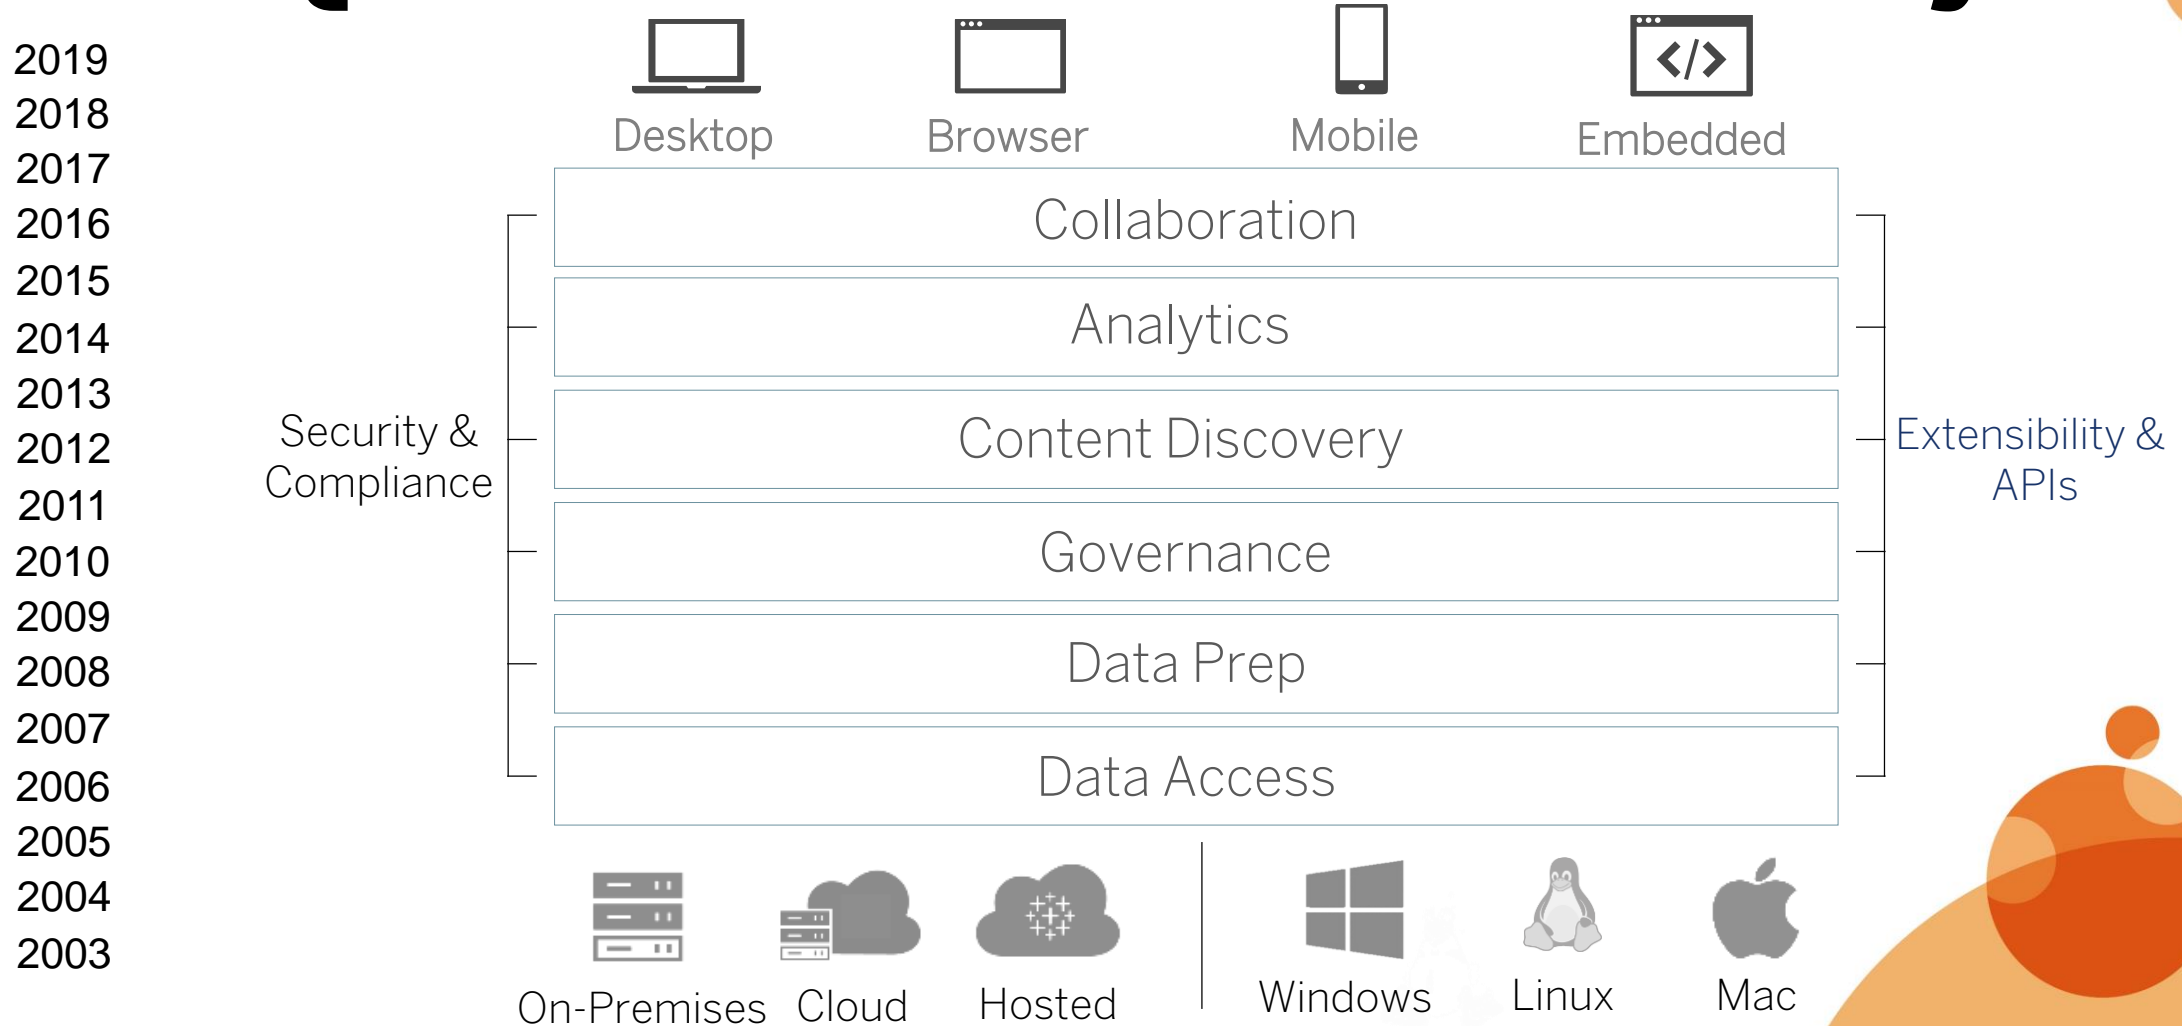 2019
2018
2017
2016
2015
2014
2013
2012
2011
2010
2009
2008
2007
2006
2005
2004
2003
Desktop
Browser
Mobile
Embedded
</>
Collaboration
Analytics
Content Discovery
Governance
Data Prep
Data Access
Security &
Compliance
Extensibility &
APIs
On-Premises
Cloud
Hosted
Windows
Linux
Mac